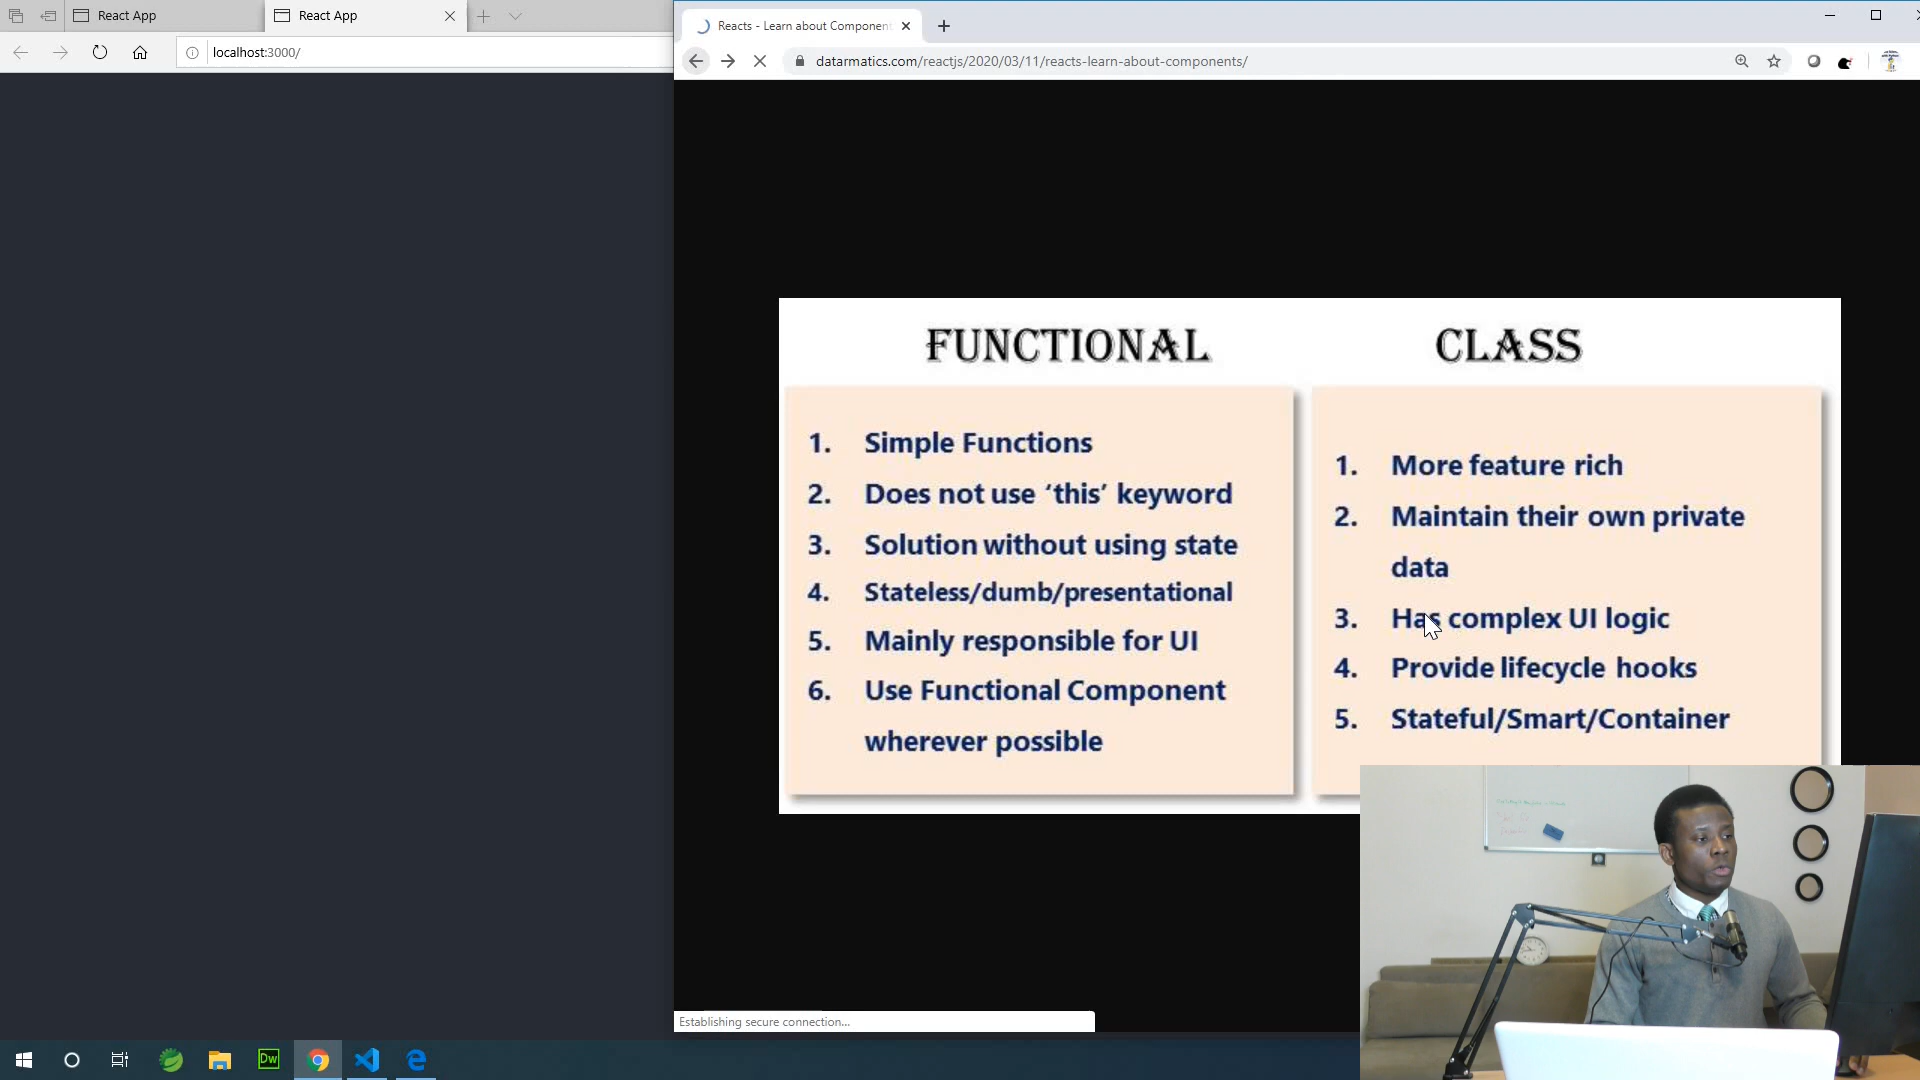 React App
React App
localhost:3000/
Reacts - Learn about Component
datarmatics.com/reactjs/2020/03/11/reacts-learn-about-components/
FUNCTIONAL
1. Simple Functions
2. Does not use ‘this’ keyword
3. Solution without using state
4. Stateless/dumb/presentational
5. Mainly responsible for UI
6. Use Functional Component
wherever possible
CLASS
1. More feature rich
2. Maintain their own private
data
3. Has complex UI logic
4. Provide lifecycle hooks
5. Stateful/Smart/Container
Establishing secure connection...
Dw